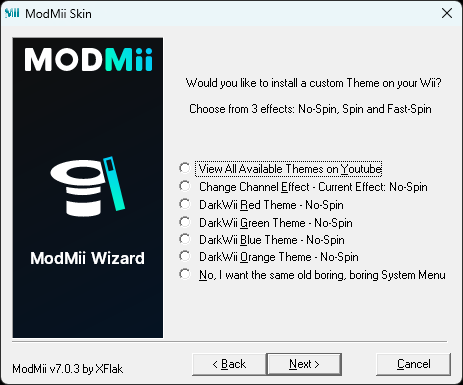 ModMii Skin
MODMii
ModMii Wizard
Would you like to install a custom Theme on your Wii?
Choose from 3 effects: No-Spin, Spin and Fast-Spin
View All Available Themes on Youtube
Change Channel Effect - Current Effect: No-Spin
DarkWii Red Theme - No-Spin
DarkWii Green Theme - No-Spin
DarkWii Blue Theme - No-Spin
DarkWii Orange Theme - No-Spin
No, I want the same old boring, boring System Menu
ModMii v7.0.3 by XFlak
< Back
Next >
Cancel